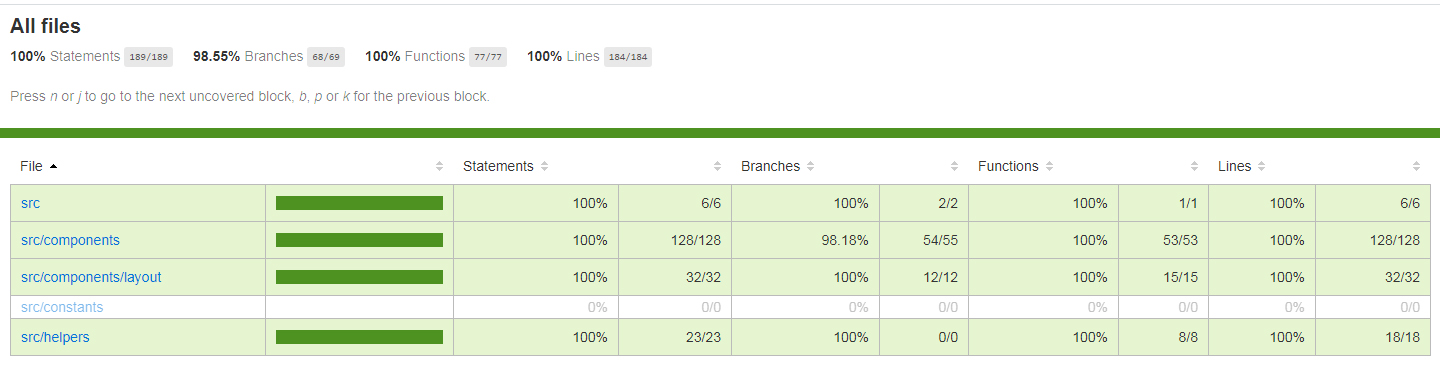 All files
100% Statements 189/189 98.55% Branches 68/69 100% Functions 77/77 100% Lines 184/184
Press n or j to go to the next uncovered block, b, p or k for the previous block.
File Statements Branches Functions Lines
src 100% 6/6 100% 2/2 100% 1/1 100% 6/6
src/components 100% 128/128 98.18% 54/55 100% 53/53 100% 128/128
src/components/layout 100% 32/32 100% 12/12 100% 15/15 100% 32/32
src/constants 0% 0/0 0% 0/0 0% 0/0 0% 0/0
src/helpers 100% 23/23 100% 0/0 100% 8/8 100% 18/18